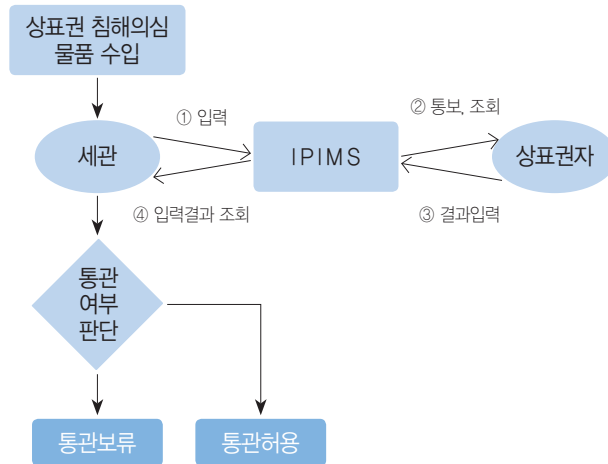 상표권 침해의심
물품 수입
① 입력
② 통보, 조회
세관
IPIMS
상표권자
④ 입력결과 조회
③ 결과입력
통관
여부
판단
통관보류
통관허용